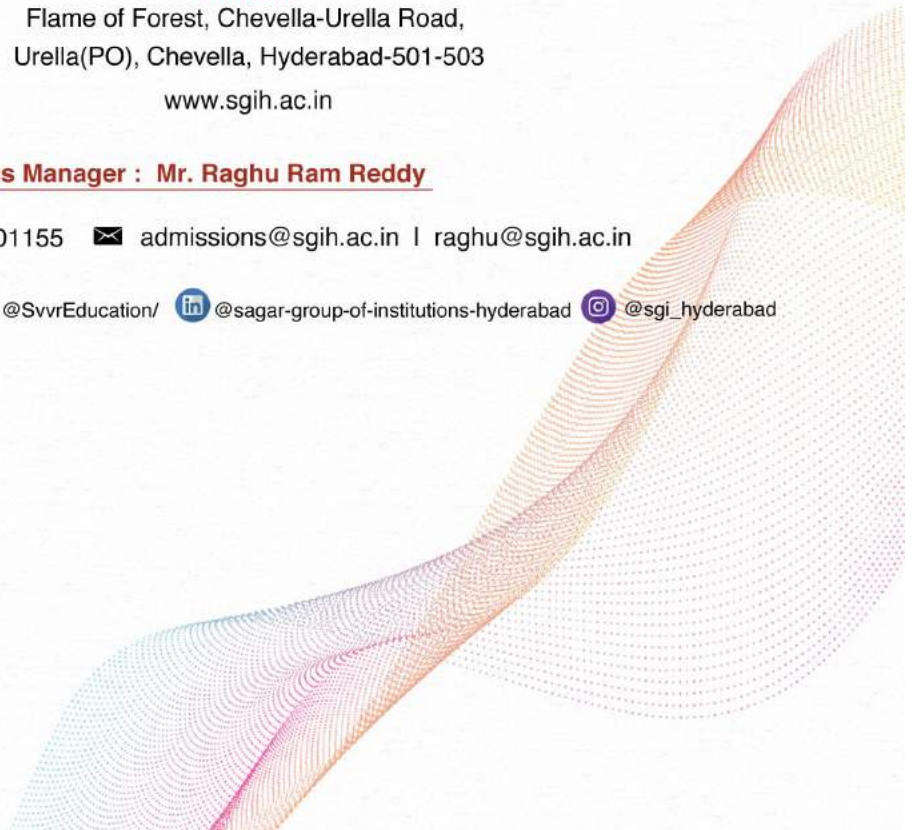 Flame of Forest, Chevella-Urella Road,
Urella(PO), Chevella, Hyderabad-501-503
www.sgih.ac.in
s Manager : Mr. Raghu Ram Reddy
01155 admissions@sgih.ac.in I raghu@sgih.ac.in
@SvvrEducation/ in @sagar-group-of-institutions-hyderabad @sgi_hyderabad